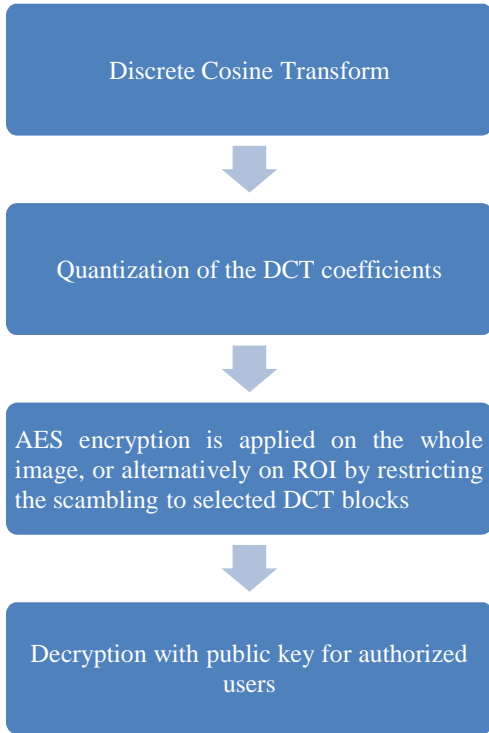 Discrete Cosine Transform
Quantization of the DCT coefficients
AES encryption is applied on the whole
image, or alternatively on ROI by restricting
the scambling to selected DCT blocks
Decryption with public key for authorized
users